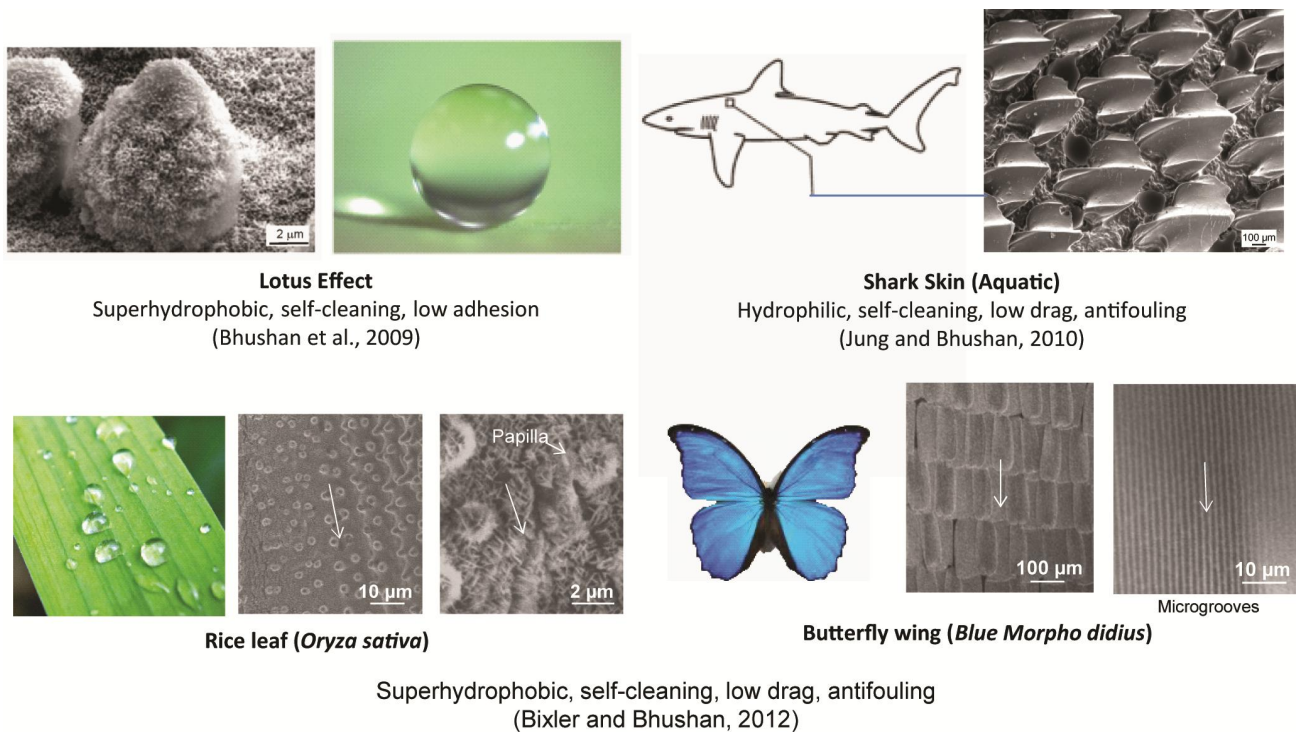 2 µm
100 µm
Lotus Effect
Superhydrophobic, self-cleaning, low adhesion
(Bhushan et al., 2009)
Shark Skin (Aquatic)
Hydrophilic, self-cleaning, low drag, antifouling
(Jung and Bhushan, 2010)
Papilla
10 µm
2 µm
100 µm
10 µm
Microgrooves
Rice leaf (Oryza sativa)
Butterfly wing (Blue Morpho didius)
Superhydrophobic, self-cleaning, low drag, antifouling
(Bixler and Bhushan, 2012)